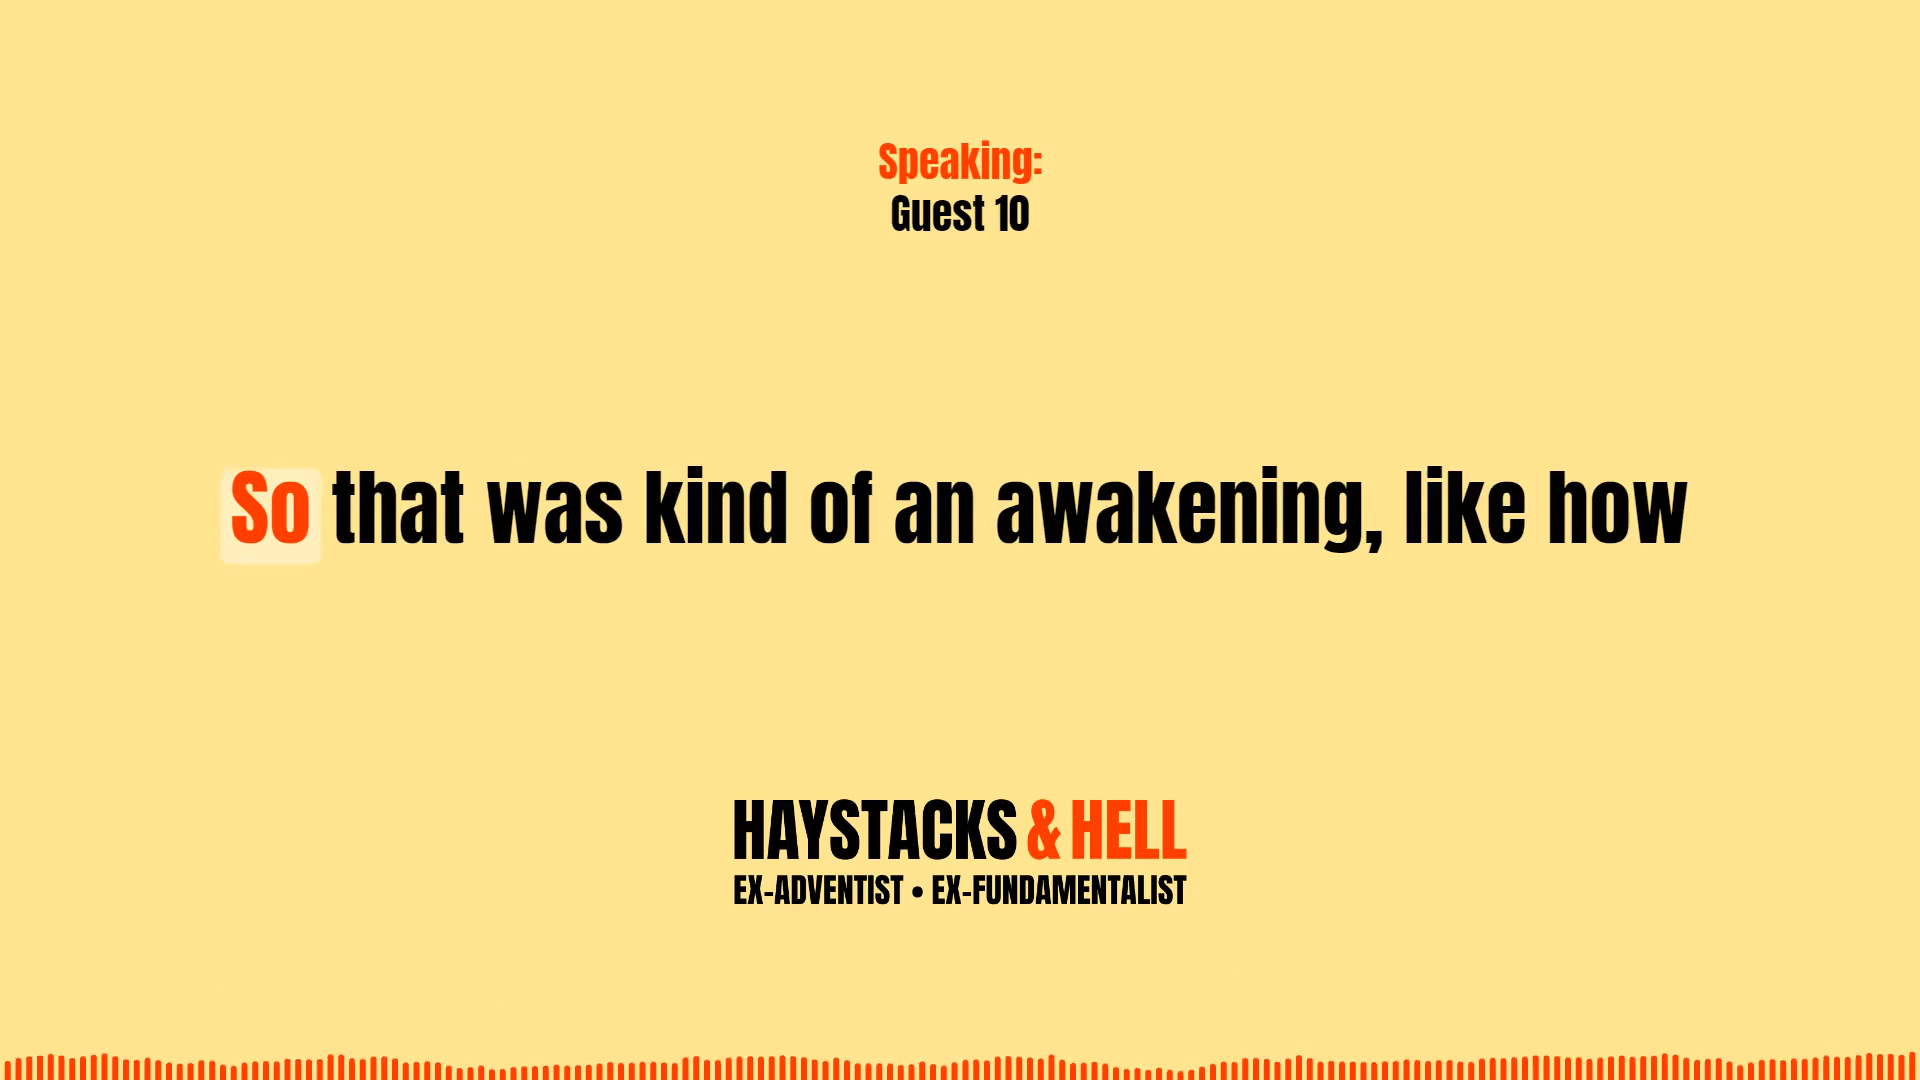 Speaking:
Guest 10
So that was kind of an awakening, like how
HAYSTACKS & HELL
EX-ADVENTIST • EX-FUNDAMENTALIST